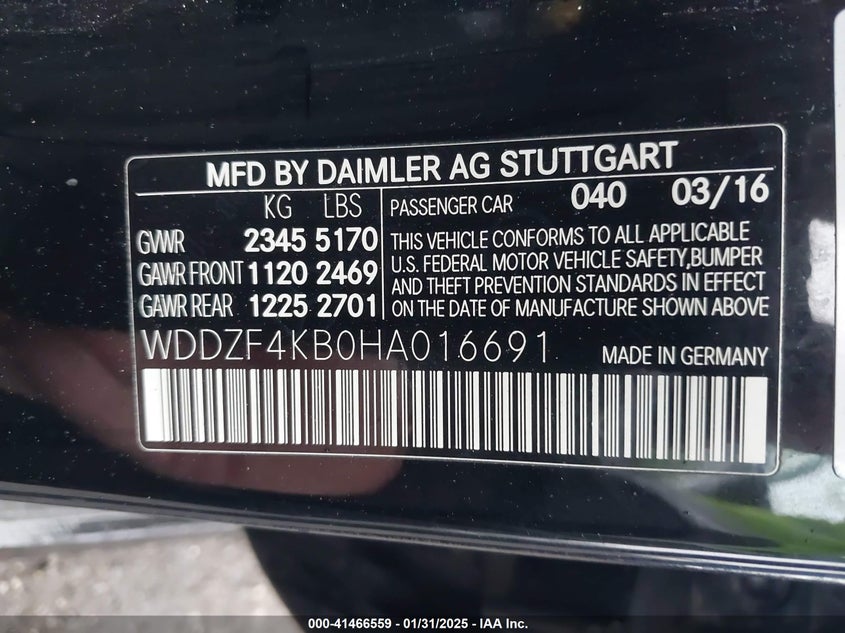 MFD BY DAIMLER AG STUTTGART
KG LBS
GVWR 2345 5170
GAWR FRONT 1120 2469
GAWR REAR 1225 2701
PASSENGER CAR 040 03/16
THIS VEHICLE CONFORMS TO ALL APPLICABLE
U.S. FEDERAL MOTOR VEHICLE SAFETY,BUMPER
AND THEFT PREVENTION STANDARDS IN EFFECT
ON THE DATE OF MANUFACTURE SHOWN ABOVE
WDDZF4KB0HA016691 MADE IN GERMANY
000-41466559 - 01/31/2025 - IAA Inc.